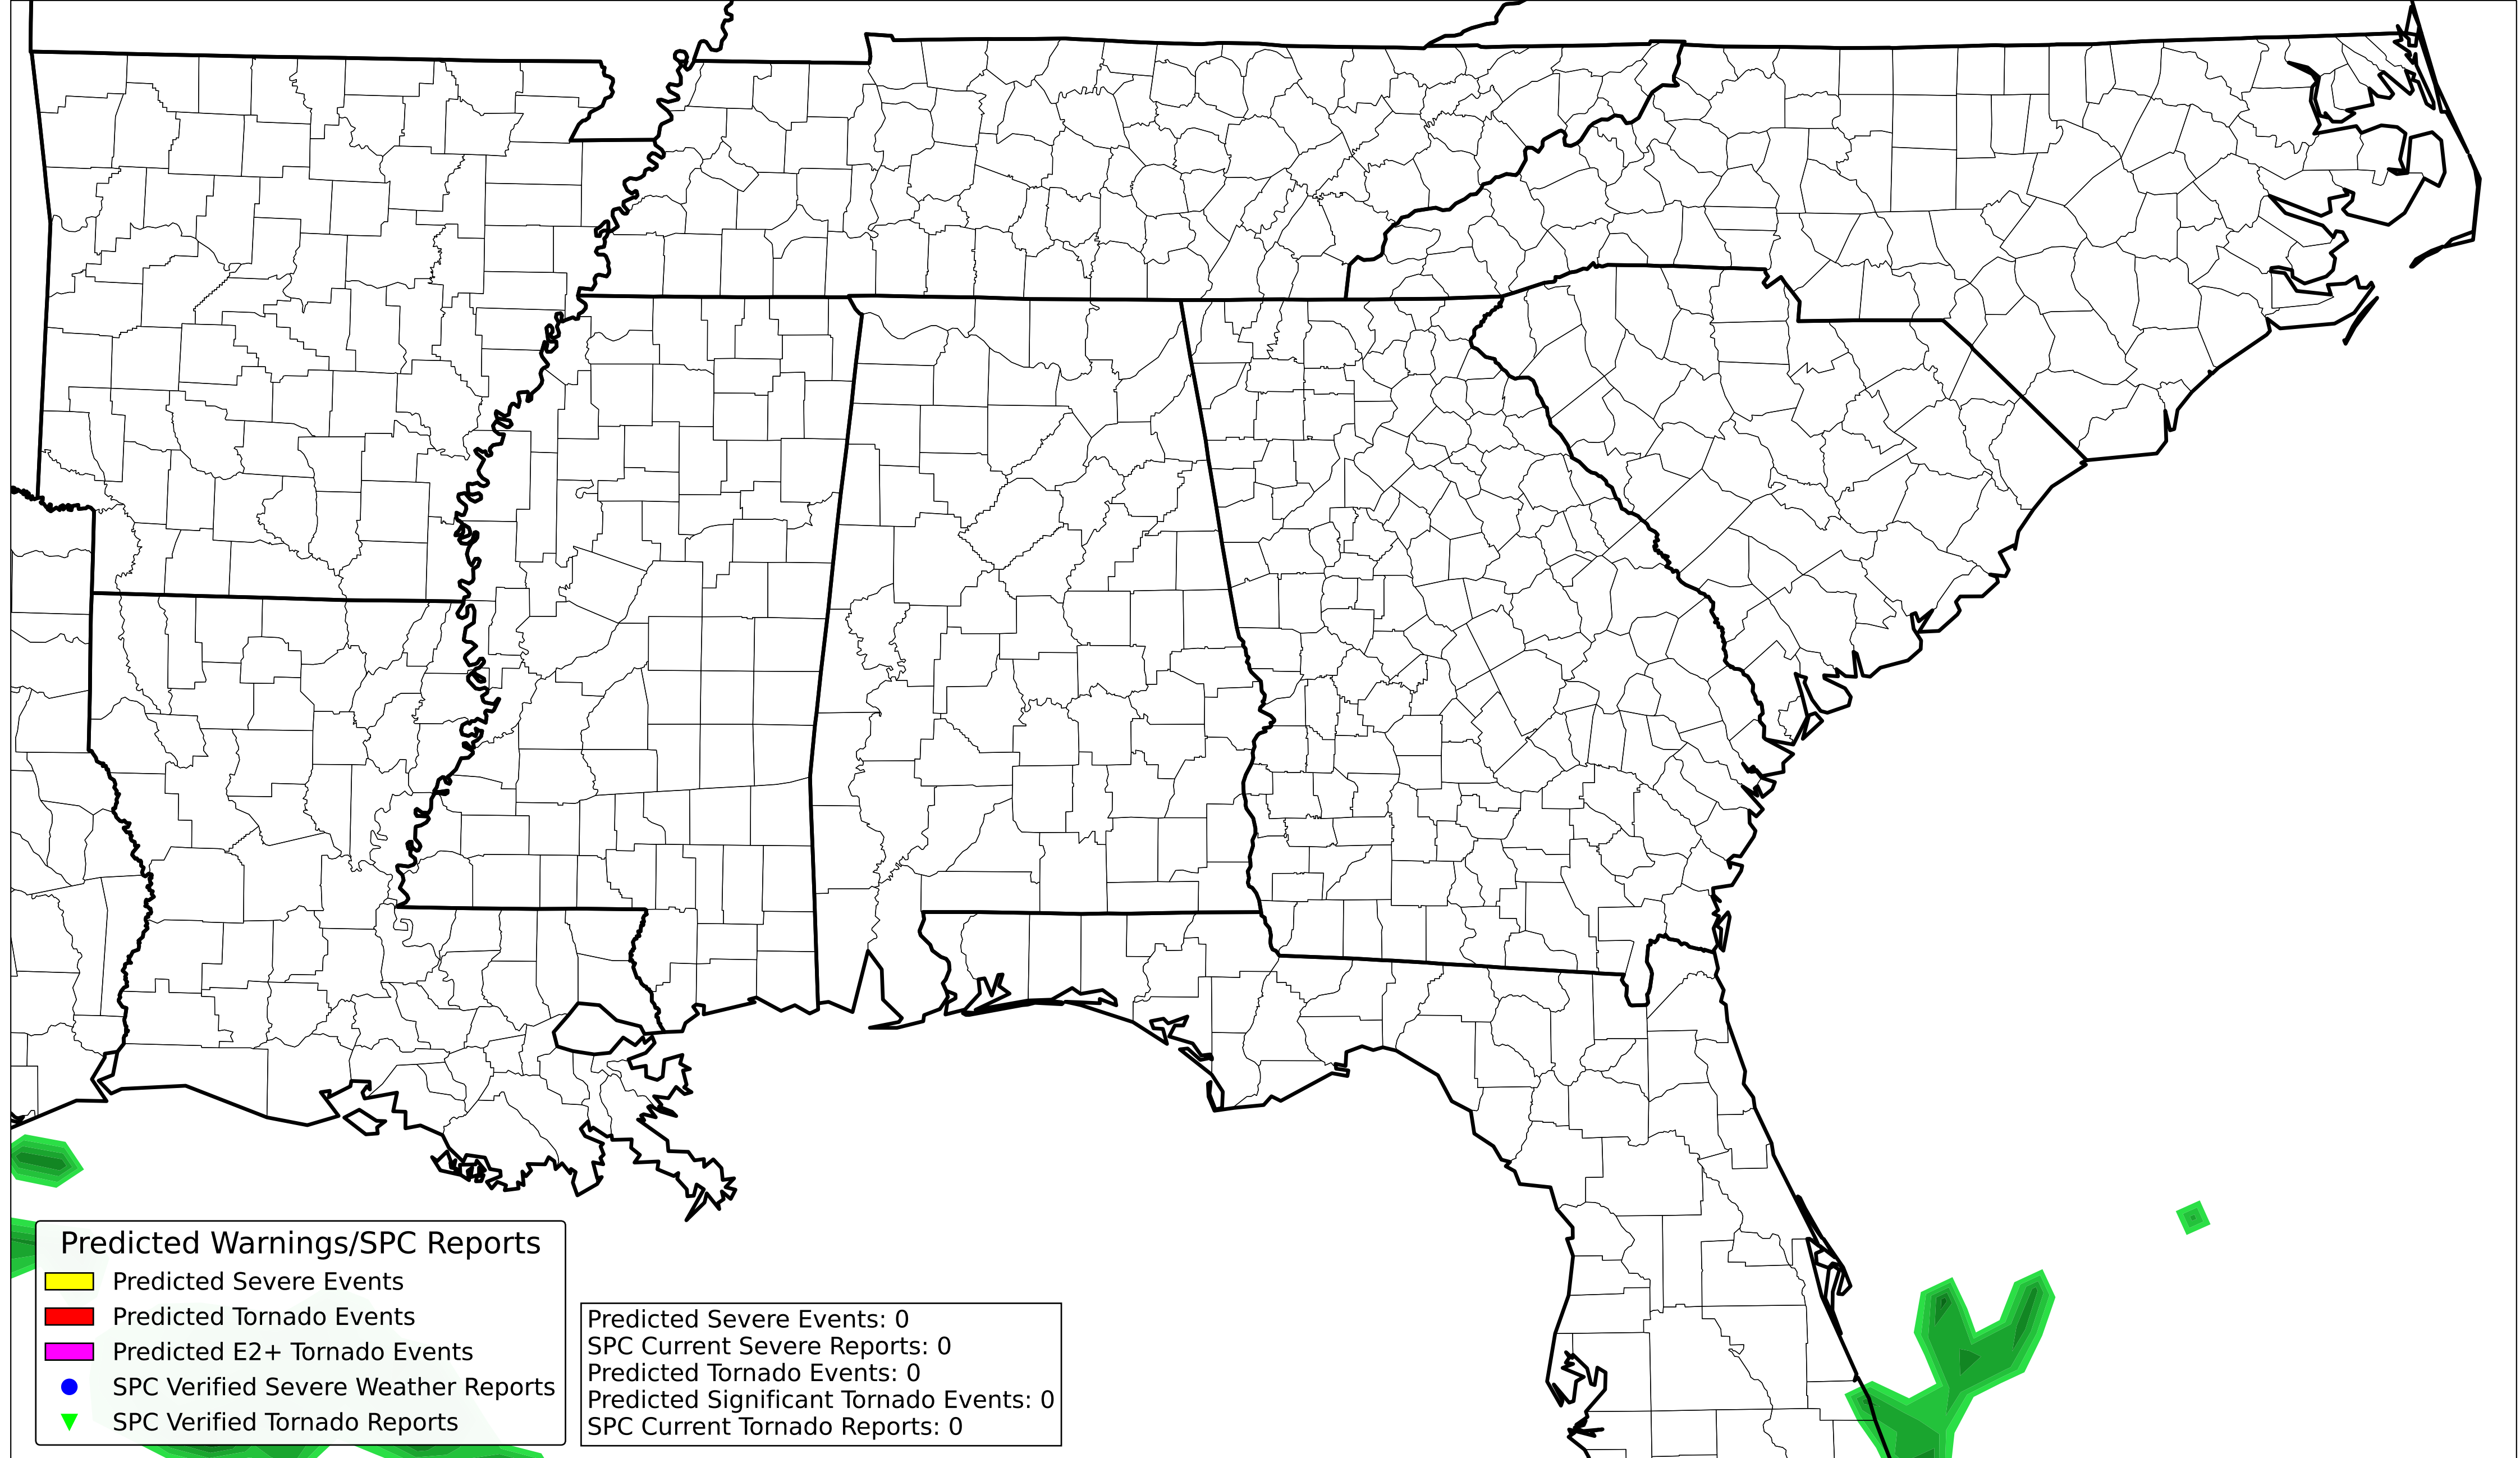 Predicted Warnings/SPC Reports
Predicted Severe Events
Predicted Tornado Events
Predicted E2+ Tornado Events
SPC Verified Severe Weather Reports
SPC Verified Tornado Reports
Predicted Severe Events: 0
SPC Current Severe Reports: 0
Predicted Tornado Events: 0
Predicted Significant Tornado Events: 0
SPC Current Tornado Reports: 0